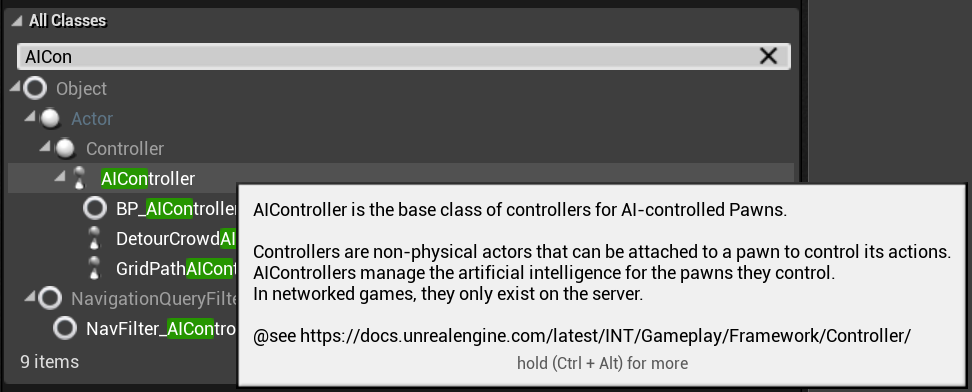 All Classes
AICon
Object
Actor
Controller
AIController
BP_AIController
DetourCrowdAI
GridPathAICont
NavigationQueryFilter
NavFilter_AIContro
9 items
AIController is the base class of controllers for AI-controlled Pawns.
Controllers are non-physical actors that can be attached to a pawn to control its actions.
AIControllers manage the artificial intelligence for the pawns they control.
In networked games, they only exist on the server.
@see https://docs.unrealengine.com/latest/INT/Gameplay/Framework/Controller/
hold (Ctrl + Alt) for more